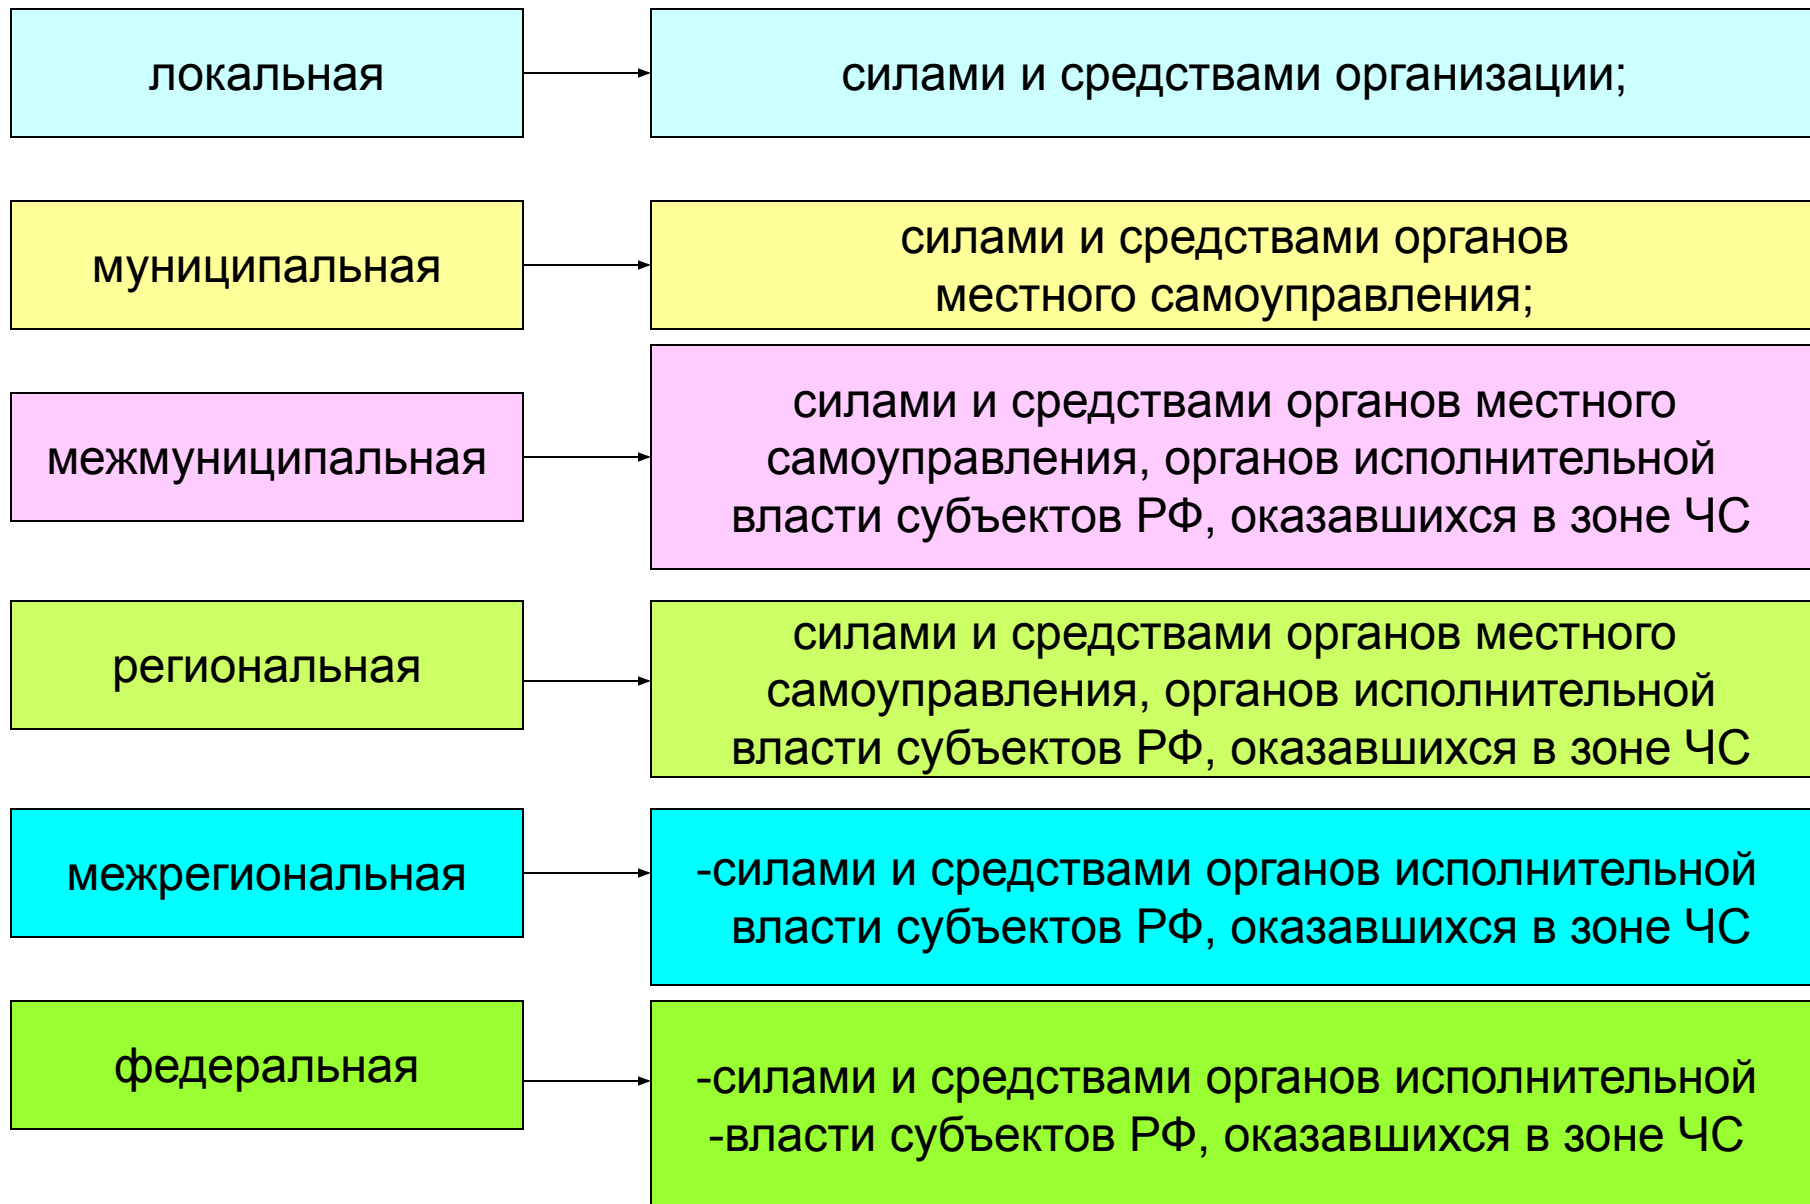 локальная
силами и средствами организации;
муниципальная
силами и средствами органов
местного самоуправления;
межмуниципальная
силами и средствами органов местного
самоуправления, органов исполнительной
власти субъектов РФ, оказавшихся в зоне ЧС
региональная
силами и средствами органов местного
самоуправления, органов исполнительной
власти субъектов РФ, оказавшихся в зоне ЧС
межрегиональная
-силами и средствами органов исполнительной
власти субъектов РФ, оказавшихся в зоне ЧС
федеральная
-силами и средствами органов исполнительной
-власти субъектов РФ, оказавшихся в зоне ЧС